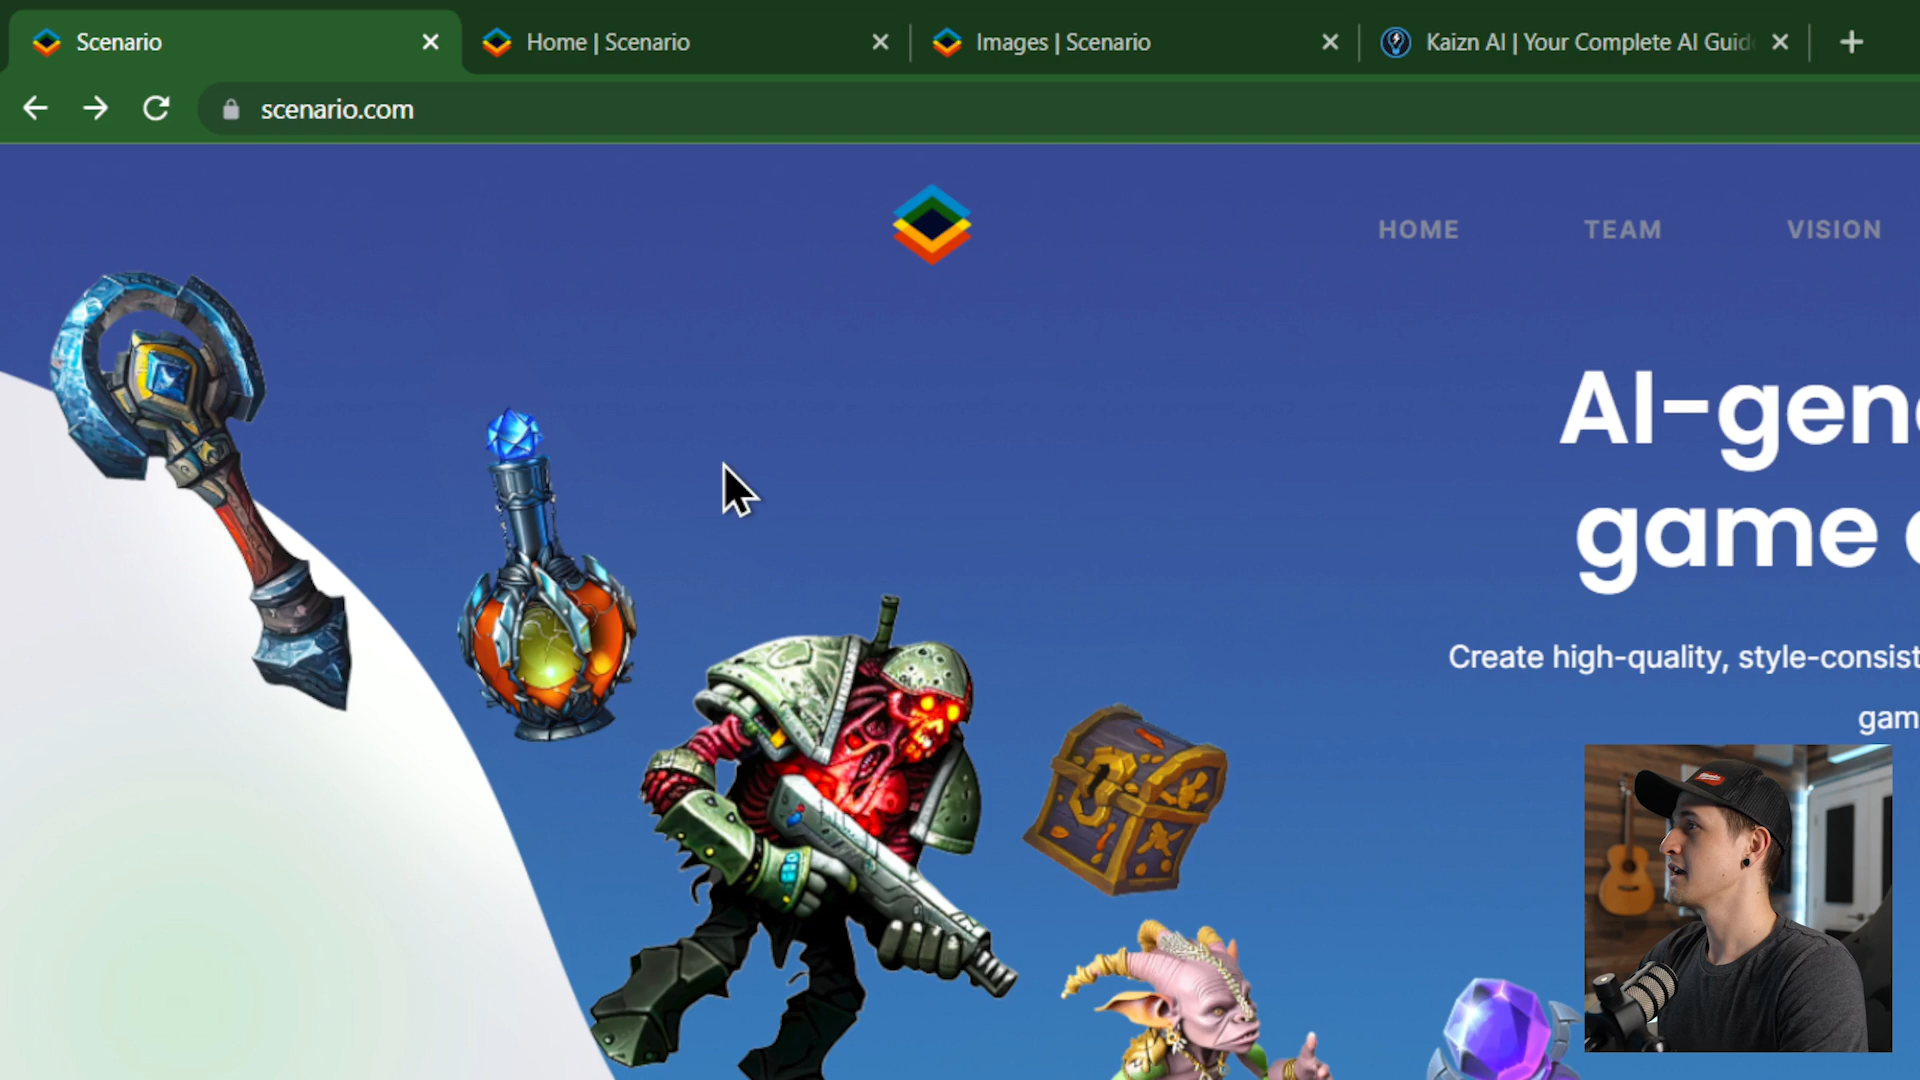 Scenario
Home | Scenario
Images | Scenario
Kaizn AI | Your Complete AI Guid
scenario.com
HOME
TEAM
VISION
AI-gen
game
Create high-quality, style-consist
gam